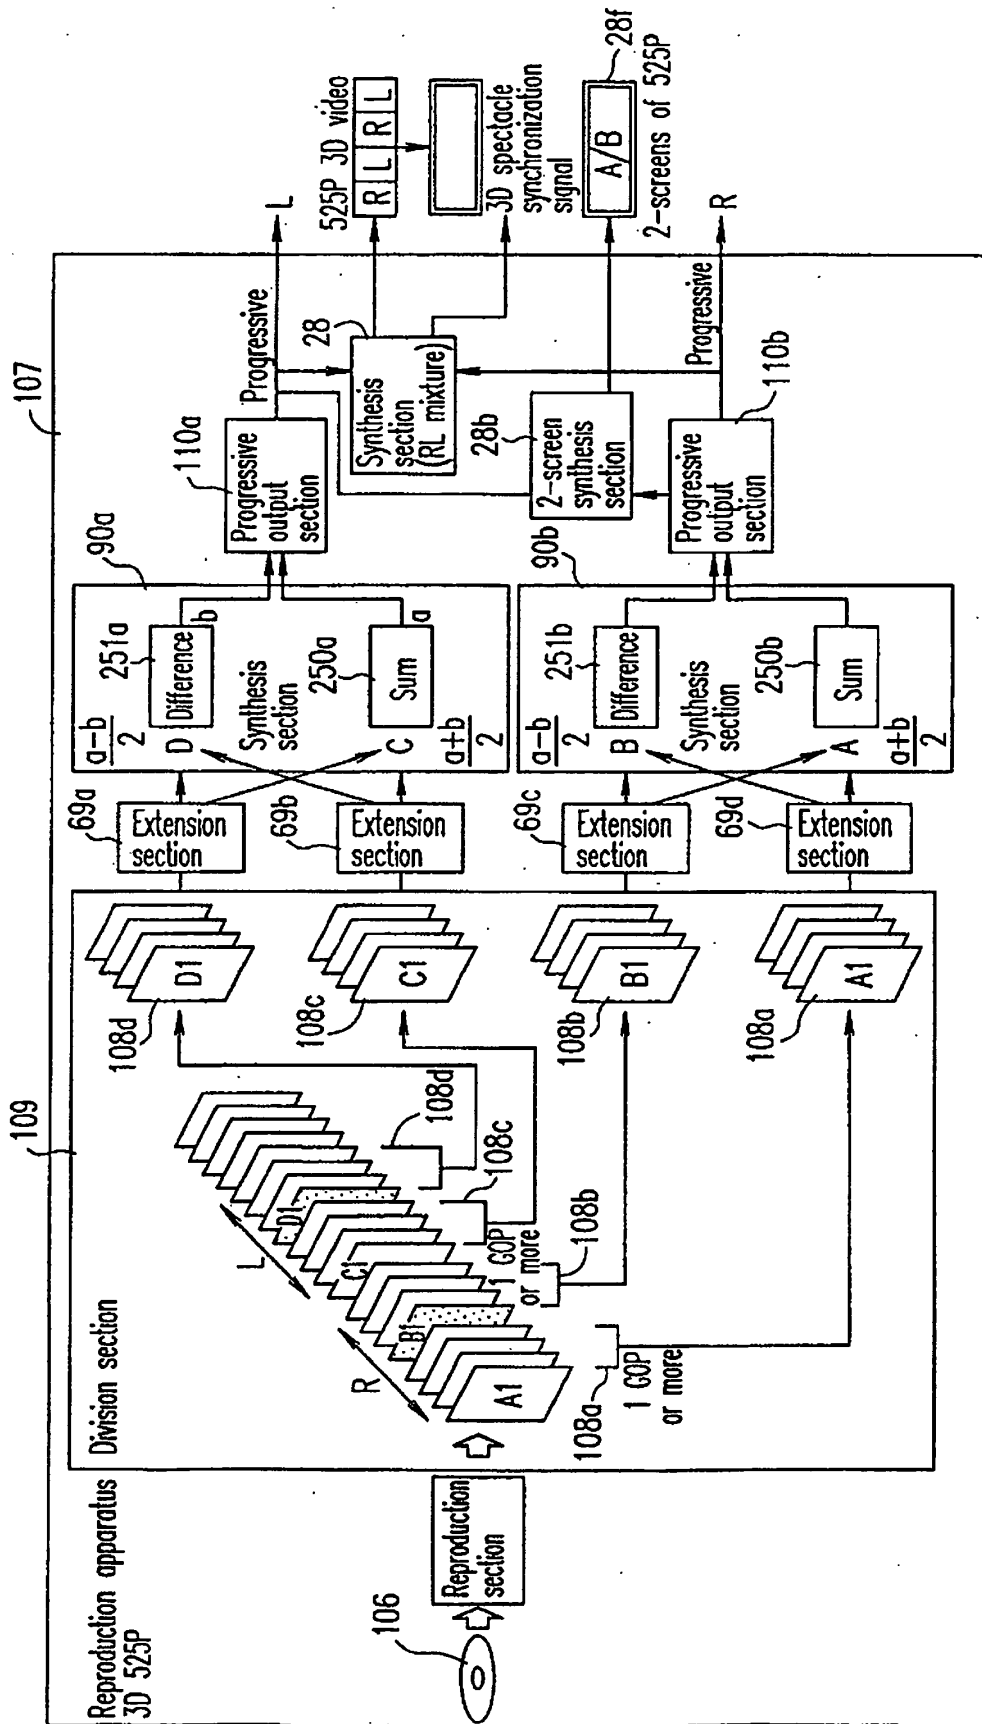 107
109
Reproduction apparatus
3D 525P
Division section
106
Reproduction
section
A1
B1
C1
D1
R
L
108a
1 GOP
or more
108b
1 GOP
or more
108c
108d
D1
108d
C1
108c
B1
108b
A1
108a
69a
Extension
section
69b
Extension
section
69c
Extension
section
69d
Extension
section
90a
a-b
2
D
251a
Difference
b
Synthesis
section
250a
C
Sum
a
a+b
2
90b
a-b
2
B
251b
Difference
Synthesis
section
250b
A
Sum
a+b
2
110a
Progressive
output
section
Progressive
L
28
Synthesis
section
(RL mixture)
28b
2-screen
synthesis
section
110b
Progressive
output
section
Progressive
R
525P 3D video
R L R L
3D spectacle
synchronization
signal
A/B
28f
2-screens of 525P